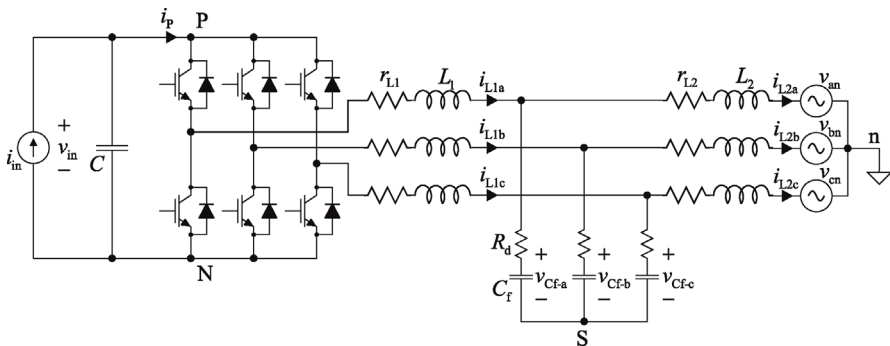 i_P P
r_L1 L_1 i_L1a r_L2 L_2 i_L2a v_an
i_in + v_in − C
i_L1b i_L2b v_bn n
i_L1c i_L2c v_cn
R_d + + +
N
C_f v_Cf-a v_Cf-b v_Cf-c
− − −
S